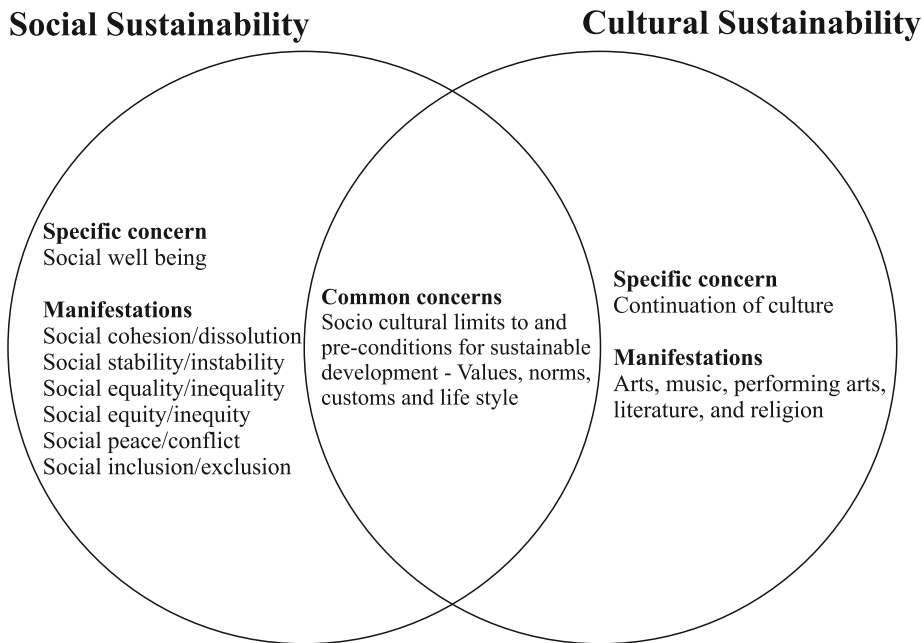 Social Sustainability
Cultural Sustainability
Specific concern
Social well being
Manifestations
Social cohesion/dissolution
Social stability/instability
Social equality/inequality
Social equity/inequity
Social peace/conflict
Social inclusion/exclusion
Common concerns
Socio cultural limits to and
pre-conditions for sustainable
development - Values, norms,
customs and life style
Specific concern
Continuation of culture
Manifestations
Arts, music, performing arts,
literature, and religion